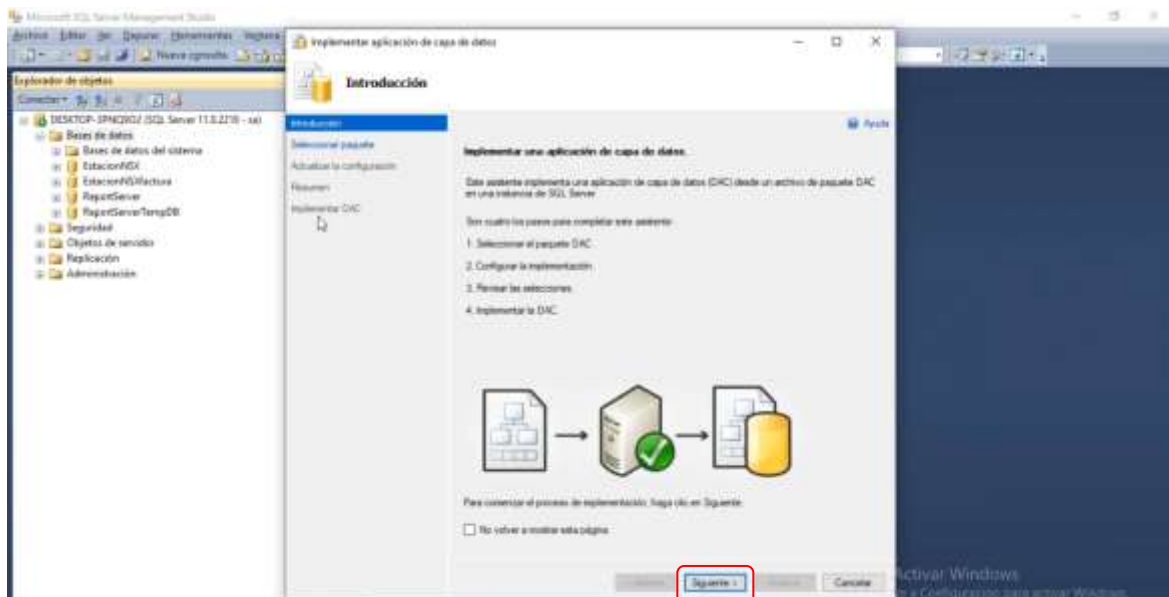 Microsoft SQL Server Management Studio
Archivo Editar Ver Depurar Herramientas Ventana
Nueva consulta
Explorador de objetos
Conectar
(SQL Server 11.0.2218 - sa)
Bases de datos
Bases de datos del sistema
EstacionNSX
EstacionNSXfactura
ReportServer
ReportServerTempDB
Seguridad
Objetos de servidor
Replicación
Administración
Implementar aplicación de capa de datos
Introducción
Introducción
Seleccionar paquete
Actualizar la configuración
Resumen
Implementar DAC
Ayuda
Implementar una aplicación de capa de datos.
Este asistente implementa una aplicación de capa de datos (DAC) desde un archivo de paquete DAC
en una instancia de SQL Server.
Son cuatro los pasos para completar este asistente:
1. Seleccionar el paquete DAC.
2. Configurar la implementación.
3. Revisar las selecciones.
4. Implementar la DAC.
Para comenzar el proceso de implementación, haga clic en Siguiente.
No volver a mostrar esta página.
Siguiente >
Cancelar
Activar Windows
a Configuración para activar Windows.